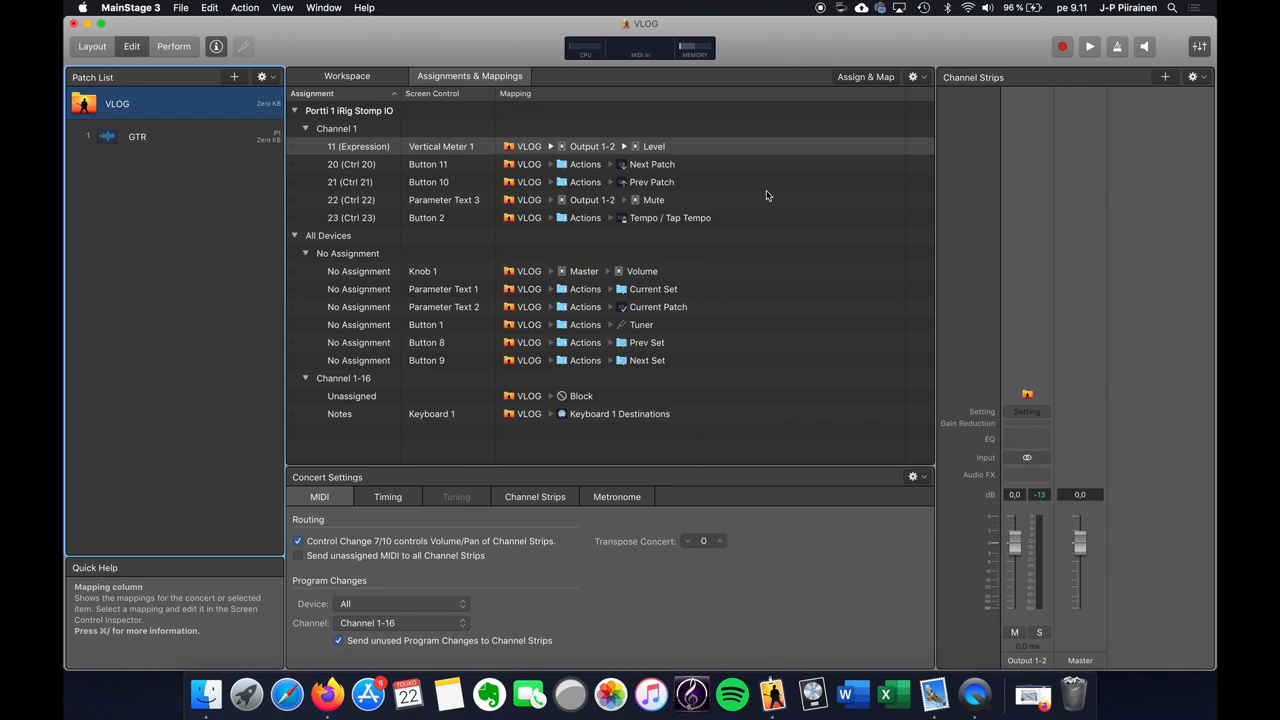 MainStage 3 File Edit Action View Window Help 96 % pe 9.11 J-P Piirainen
VLOG
Layout Edit Perform
CPU MIDI In MEMORY
Patch List
VLOG Zero KB
1 GTR P1
Zero KB
Quick Help
Mapping column
Shows the mappings for the concert or selected
item. Select a mapping and edit it in the Screen
Control Inspector.
Press ⌘/ for more information.
Workspace Assignments & Mappings Assign & Map
Assignment Screen Control Mapping
Portti 1 iRig Stomp IO
Channel 1
11 (Expression) Vertical Meter 1 VLOG Output 1-2 Level
20 (Ctrl 20) Button 11 VLOG Actions Next Patch
21 (Ctrl 21) Button 10 VLOG Actions Prev Patch
22 (Ctrl 22) Parameter Text 3 VLOG Output 1-2 Mute
23 (Ctrl 23) Button 2 VLOG Actions Tempo / Tap Tempo
All Devices
No Assignment
No Assignment Knob 1 VLOG Master Volume
No Assignment Parameter Text 1 VLOG Actions Current Set
No Assignment Parameter Text 2 VLOG Actions Current Patch
No Assignment Button 1 VLOG Actions Tuner
No Assignment Button 8 VLOG Actions Prev Set
No Assignment Button 9 VLOG Actions Next Set
Channel 1-16
Unassigned VLOG Block
Notes Keyboard 1 VLOG Keyboard 1 Destinations
Concert Settings
MIDI Timing Tuning Channel Strips Metronome
Routing
Control Change 7/10 controls Volume/Pan of Channel Strips. Transpose Concert: 0
Send unassigned MIDI to all Channel Strips
Program Changes
Device: All
Channel: Channel 1-16
Send unused Program Changes to Channel Strips
Channel Strips
Setting Setting
Gain Reduction
EQ
Input
Audio FX
dB 0,0 -13 0,0
M S
0,0 ms
Output 1-2 Master
6 TOUKO 22